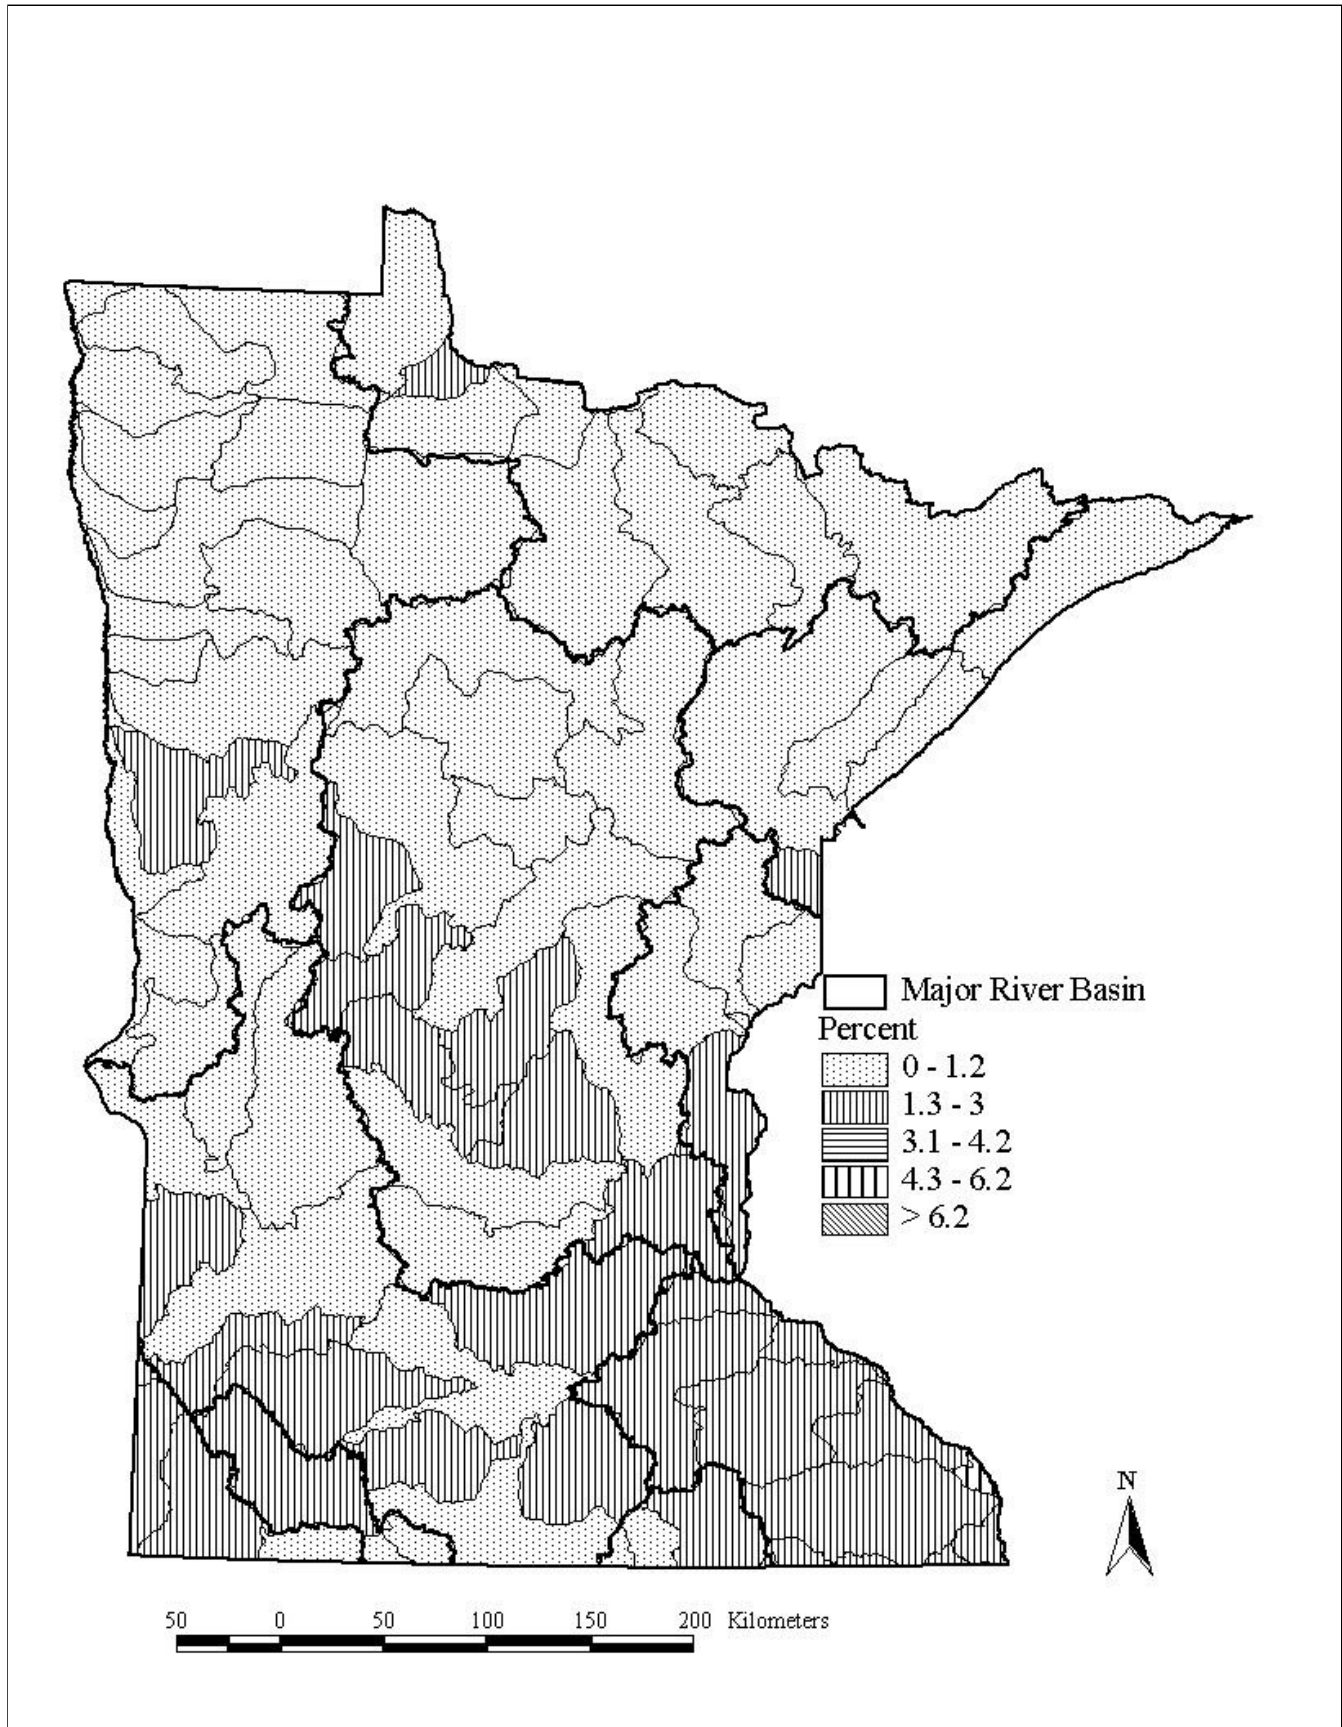 Major River Basin
Percent
0 - 1.2
1.3 - 3
3.1 - 4.2
4.3 - 6.2
> 6.2
N
50 0 50 100 150 200 Kilometers